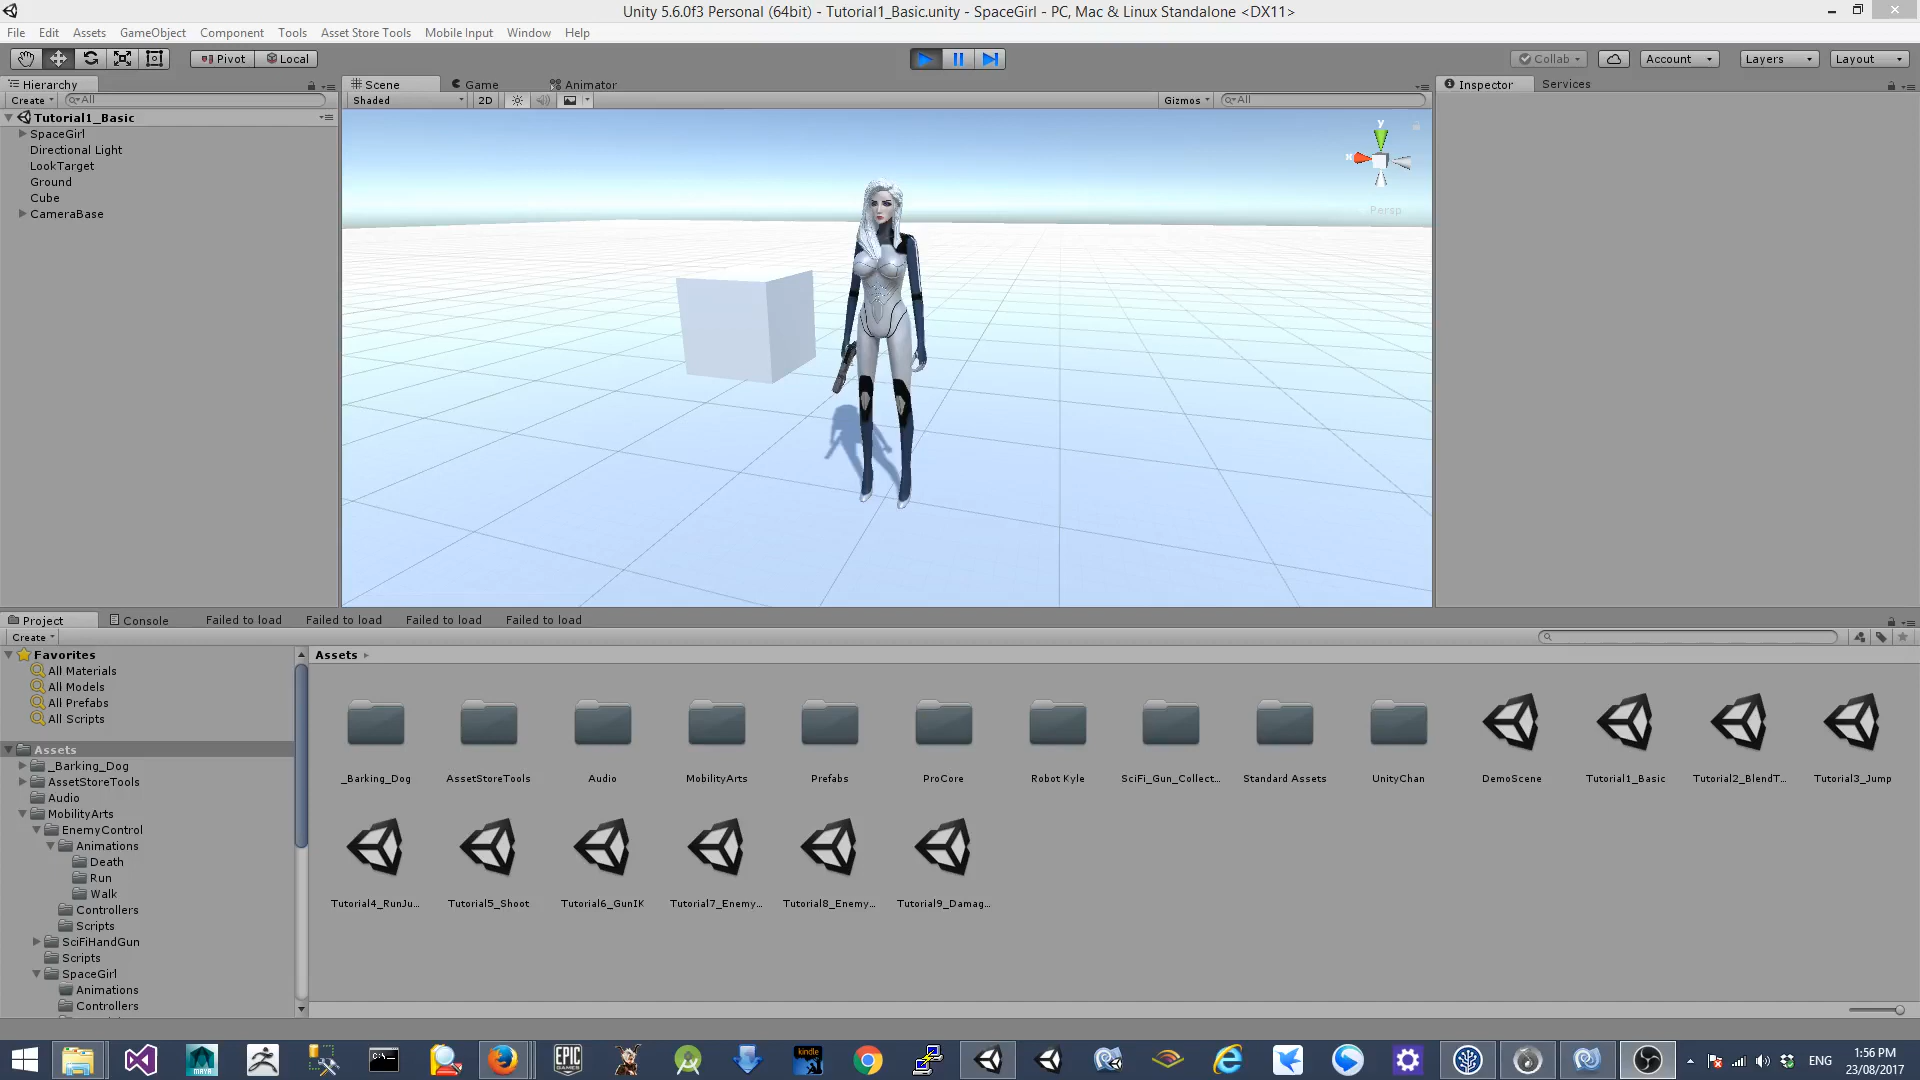 Unity 5.6.0f3 Personal (64bit) - Tutorial1_Basic.unity - SpaceGirl - PC, Mac & Linux Standalone <DX11>
File Edit Assets GameObject Component Tools Asset Store Tools Mobile Input Window Help
Pivot Local Collab Account Layers Layout
Hierarchy Scene Game Animator Inspector Services
Create All Shaded 2D Gizmos All
Tutorial1_Basic
SpaceGirl
Directional Light
LookTarget
Ground
Cube
CameraBase
y
x
Persp
Project Console Failed to load Failed to load Failed to load Failed to load
Create
Favorites
All Materials
All Models
All Prefabs
All Scripts
Assets
_Barking_Dog
AssetStoreTools
Audio
MobilityArts
EnemyControl
Animations
Death
Run
Walk
Controllers
Scripts
SciFiHandGun
Scripts
SpaceGirl
Animations
Controllers
Assets
_Barking_Dog AssetStoreTools Audio MobilityArts Prefabs ProCore Robot Kyle SciFi_Gun_Collect... Standard Assets UnityChan DemoScene Tutorial1_Basic Tutorial2_BlendT... Tutorial3_Jump
Tutorial4_RunJu... Tutorial5_Shoot Tutorial6_GunIK Tutorial7_Enemy... Tutorial8_Enemy... Tutorial9_Damag...
MAYA
EPIC GAMES
kindle
ENG
1:56 PM
23/08/2017